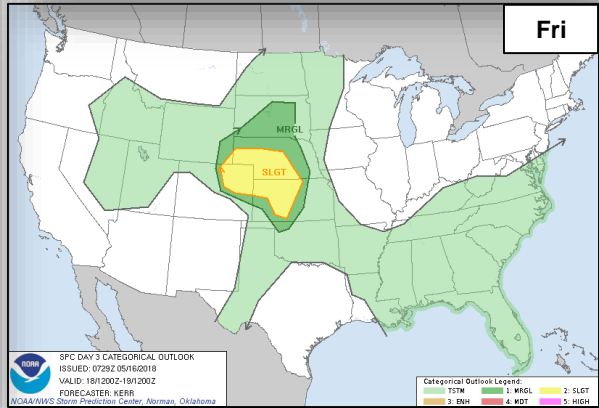 Fri
MRGL
SLGT
SPC DAY 3 CATEGORICAL OUTLOOK
ISSUED: 0729Z 05/16/2018
VALID: 18/1200Z-19/1200Z
FORECASTER: KERR
NOAA/NWS Storm Prediction Center, Norman, Oklahoma
NOAA
Categorical Outlook Legend:
TSTM 1: MRGL 2: SLGT
3: ENH 4: MDT 5: HIGH